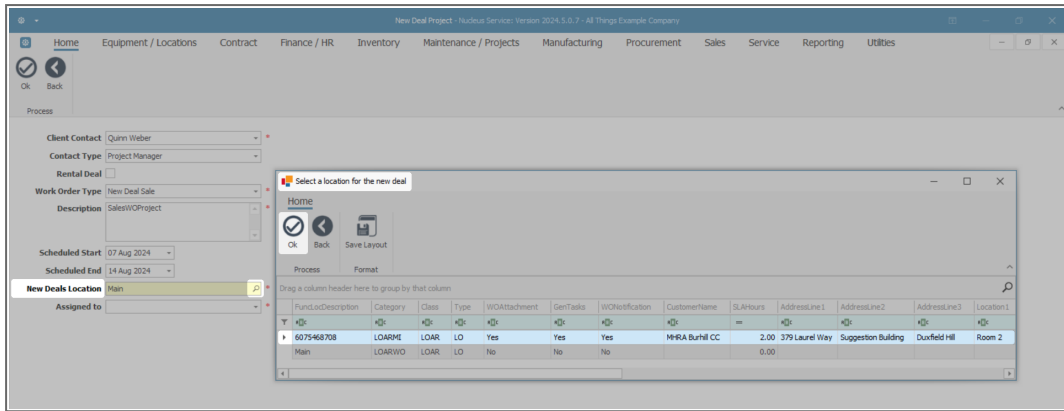 New Deal Project - Nucleus Service: Version 2024.5.0.7 - All Things Example Company
Home Equipment / Locations Contract Finance / HR Inventory Maintenance / Projects Manufacturing Procurement Sales Service Reporting Utilities
Ok Back
Process
Client Contact Quinn Weber *
Contact Type Project Manager
Rental Deal
Work Order Type New Deal Sale *
Description SalesWOProject *
Scheduled Start 07 Aug 2024
Scheduled End 14 Aug 2024
New Deals Location Main *
Assigned to *
Select a location for the new deal
Home
Ok Back Save Layout
Process Format
Drag a column header here to group by that column
FuncLocDescription Category Class Type WOAttachment GenTasks WONotification CustomerName SLAHours AddressLine1 AddressLine2 AddressLine3 Location1
=
6075468708 LOARMI LOAR LO Yes Yes Yes MHRA Burhill CC 2.00 379 Laurel Way Suggestion Building Duxfield Hill Room 2
Main LOARWO LOAR LO No No No 0.00